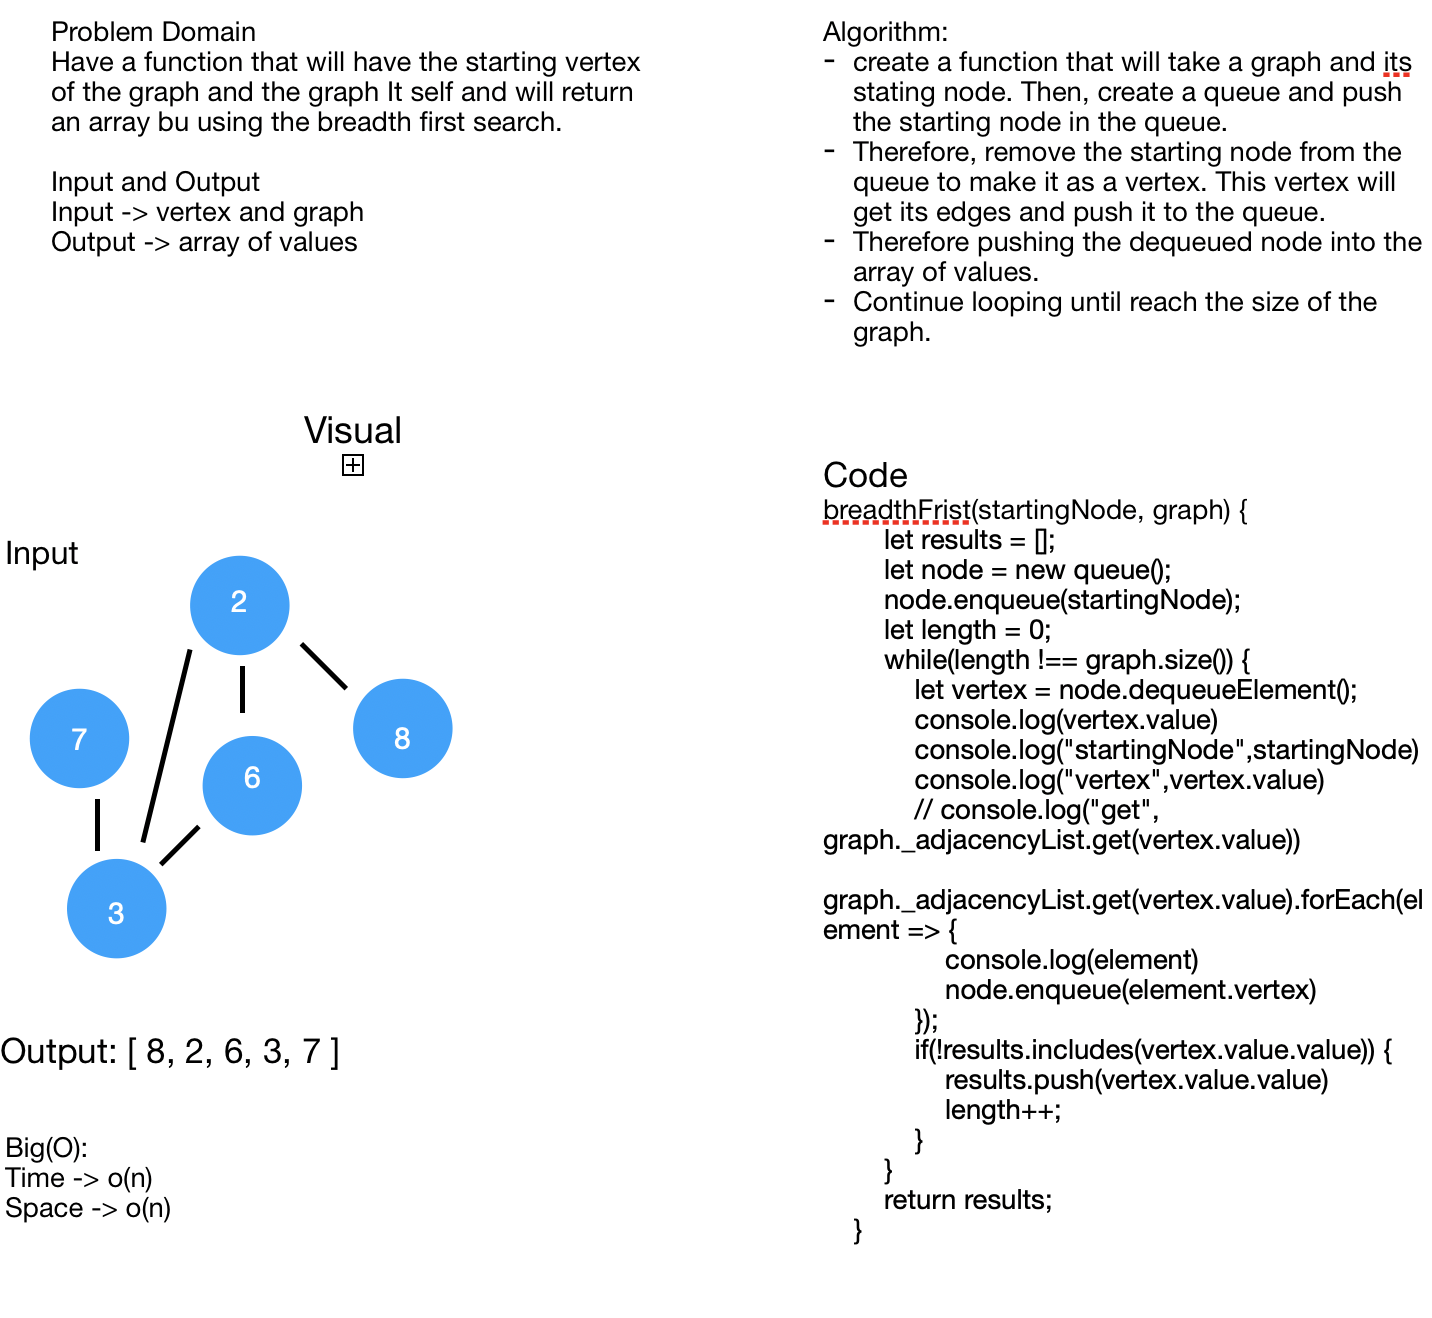 Problem Domain
Have a function that will have the starting vertex
of the graph and the graph It self and will return
an array bu using the breadth first search.
Input and Output
Input -> vertex and graph
Output -> array of values
Algorithm:
- create a function that will take a graph and its
stating node. Then, create a queue and push
the starting node in the queue.
- Therefore, remove the starting node from the
queue to make it as a vertex. This vertex will
get its edges and push it to the queue.
- Therefore pushing the dequeued node into the
array of values.
- Continue looping until reach the size of the
graph.
Visual
Input
2
7
8
6
3
Output: [ 8, 2, 6, 3, 7 ]
Big(O):
Time -> o(n)
Space -> o(n)
Code
breadthFrist(startingNode, graph) {
let results = [];
let node = new queue();
node.enqueue(startingNode);
let length = 0;
while(length !== graph.size()) {
let vertex = node.dequeueElement();
console.log(vertex.value)
console.log("startingNode",startingNode)
console.log("vertex",vertex.value)
// console.log("get",
graph._adjacencyList.get(vertex.value))
graph._adjacencyList.get(vertex.value).forEach(el
ement => {
console.log(element)
node.enqueue(element.vertex)
});
if(!results.includes(vertex.value.value)) {
results.push(vertex.value.value)
length++;
}
}
return results;
}